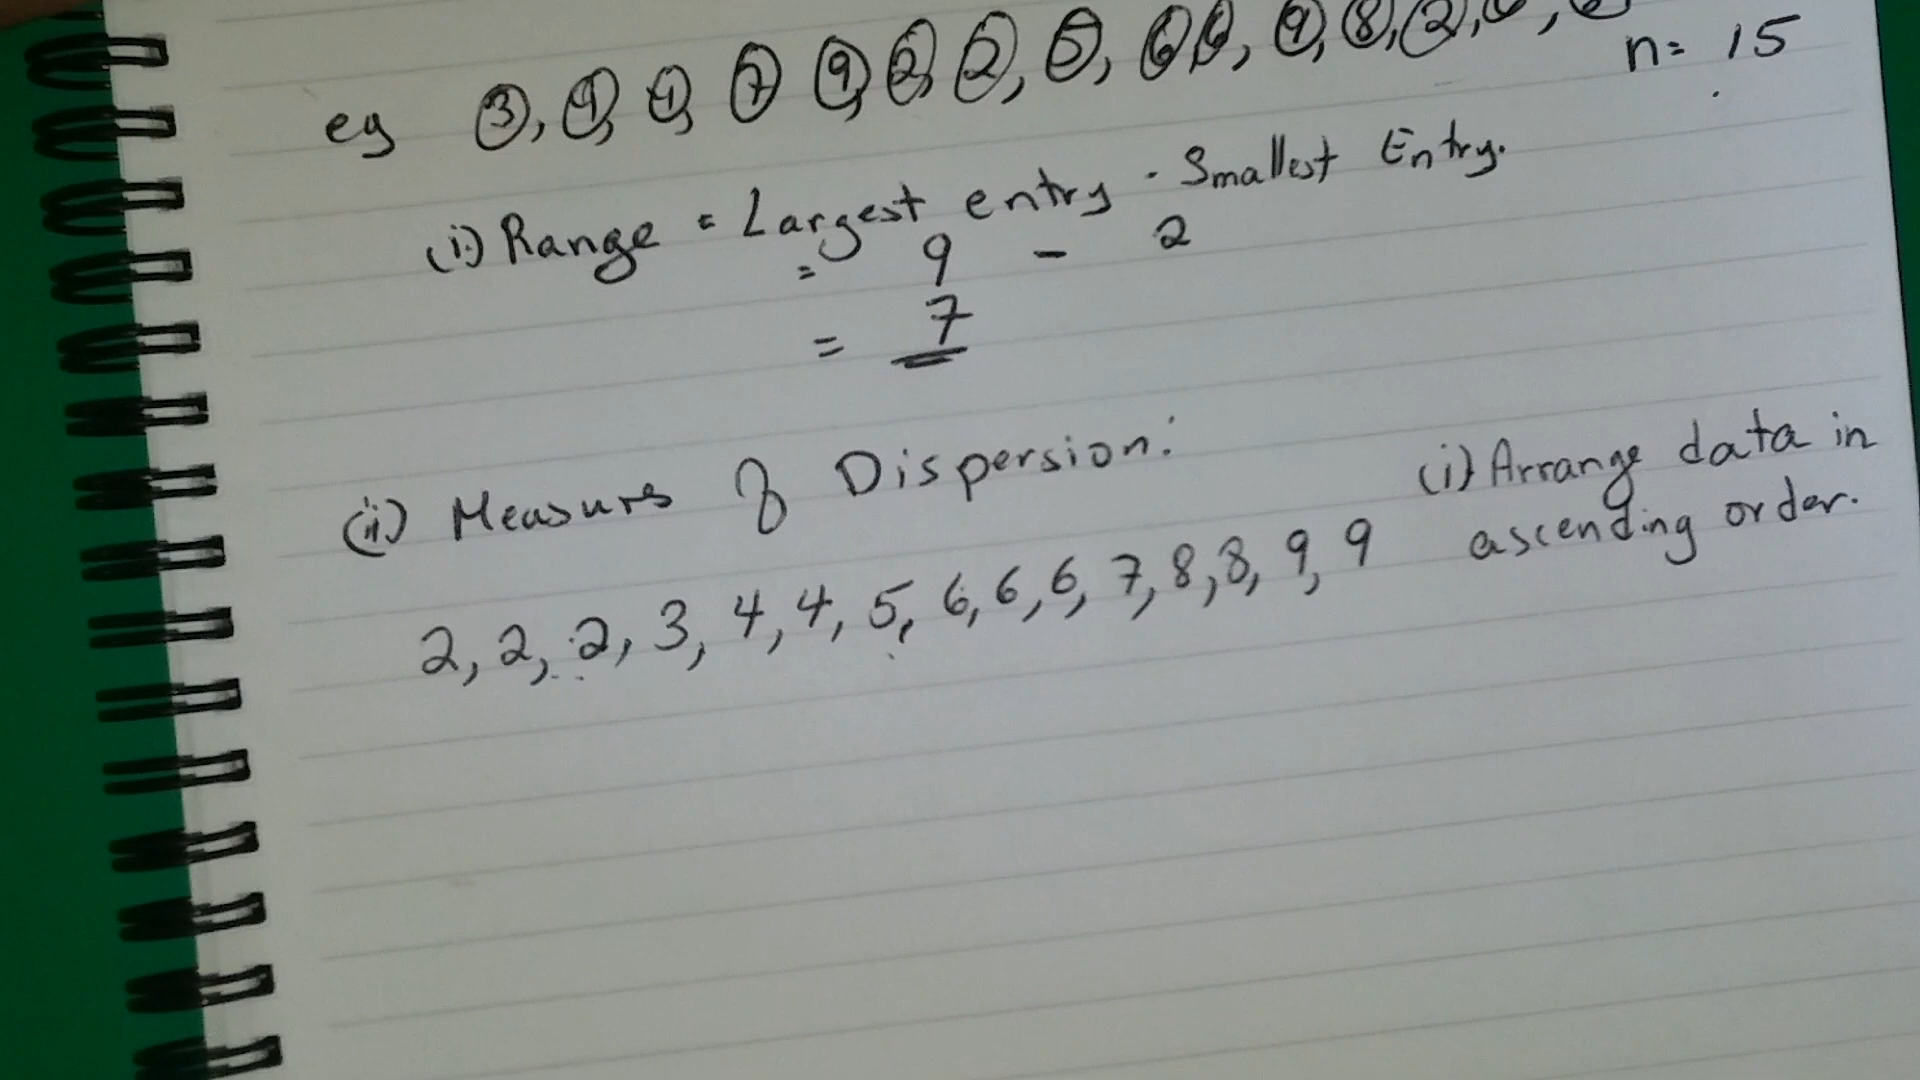 eg 3, 9, 4, 7, 9, 2, 2, 5, 6, 6, 4, 8, 2,
n= 15
(i) Range = Largest entry - Smallest Entry.
= 9 - 2
= 7
(ii) Measures of Dispersion:
(i) Arrange data in
ascending order.
2, 2, 2, 3, 4, 4, 5, 6, 6, 6, 7, 8, 8, 9, 9